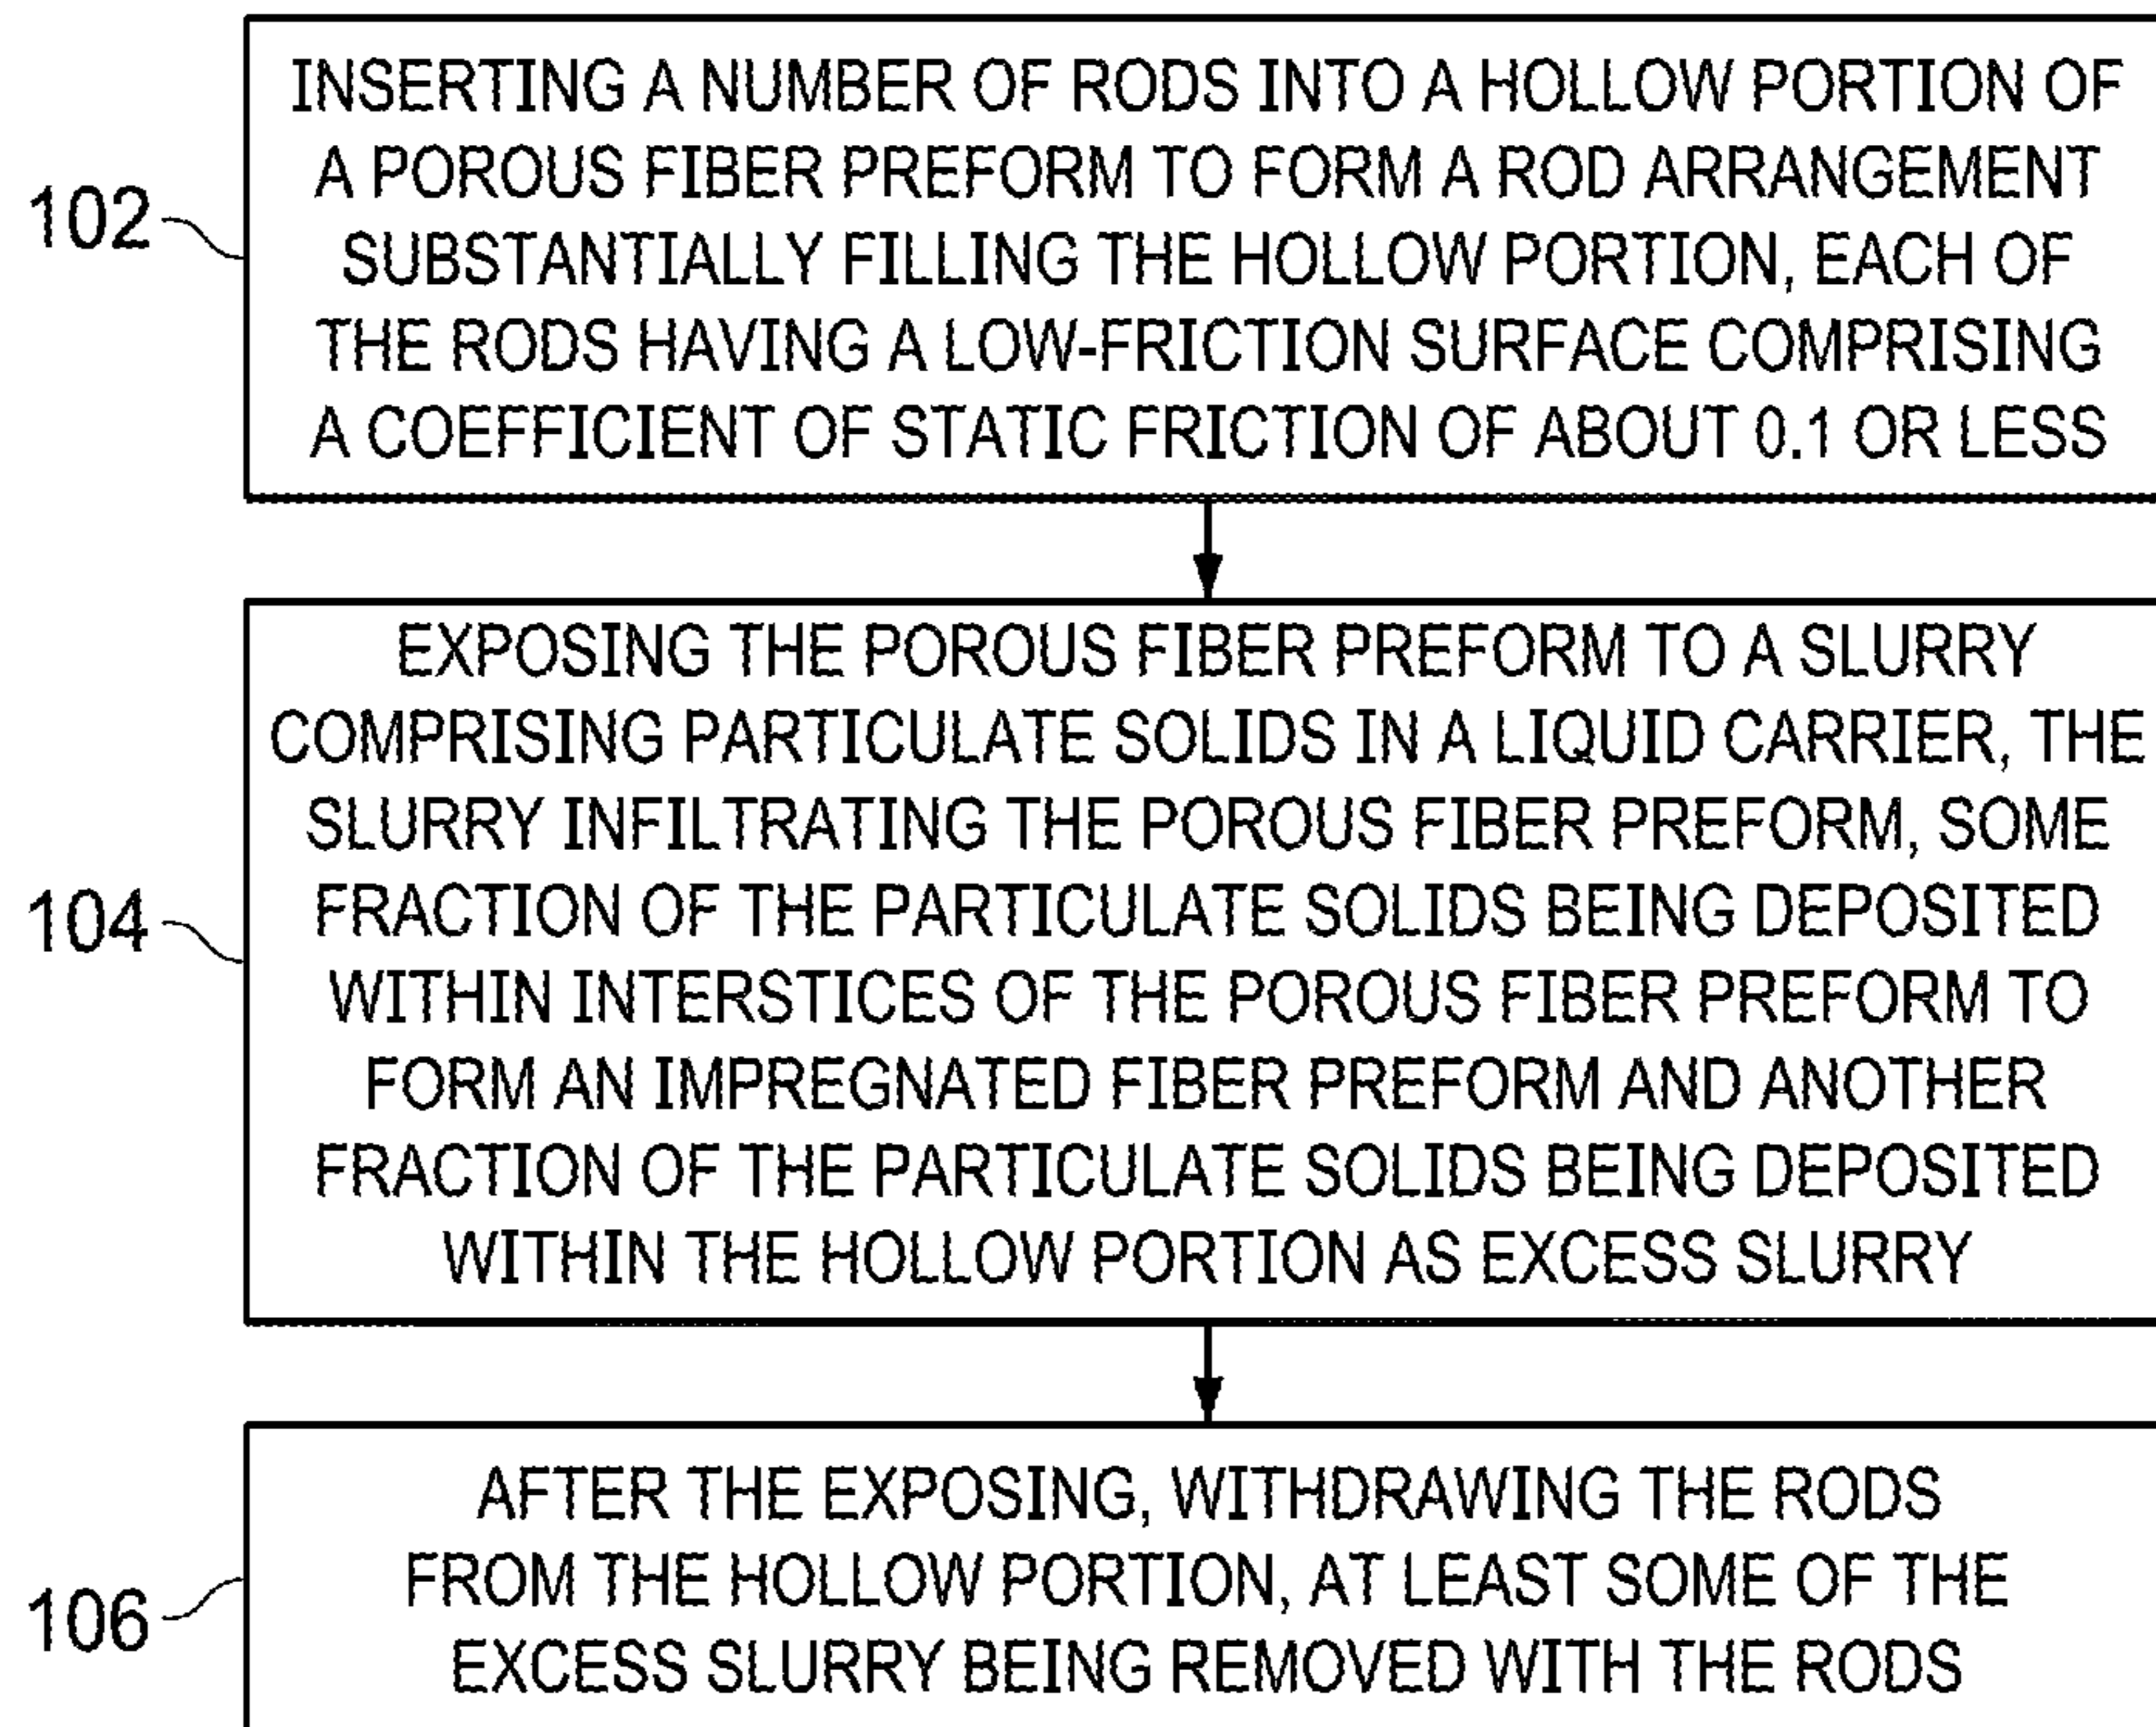 INSERTING A NUMBER OF RODS INTO A HOLLOW PORTION OF
A POROUS FIBER PREFORM TO FORM A ROD ARRANGEMENT
102
SUBSTANTIALLY FILLING THE HOLLOW PORTION, EACH OF
THE RODS HAVING A LOW-FRICTION SURFACE COMPRISING
A COEFFICIENT OF STATIC FRICTION OF ABOUT 0.1 OR LESS
EXPOSING THE POROUS FIBER PREFORM TO A SLURRY
COMPRISING PARTICULATE SOLIDS IN A LIQUID CARRIER, THE
SLURRY INFILTRATING THE POROUS FIBER PREFORM, SOME
FRACTION OF THE PARTICULATE SOLIDS BEING DEPOSITED
104
WITHIN INTERSTICES OF THE POROUS FIBER PREFORM TO
FORM AN IMPREGNATED FIBER PREFORM AND ANOTHER
FRACTION OF THE PARTICULATE SOLIDS BEING DEPOSITED
WITHIN THE HOLLOW PORTION AS EXCESS SLURRY
AFTER THE EXPOSING, WITHDRAWING THE RODS
FROM THE HOLLOW PORTION, AT LEAST SOME OF THE
106
EXCESS SLURRY BEING REMOVED WITH THE RODS